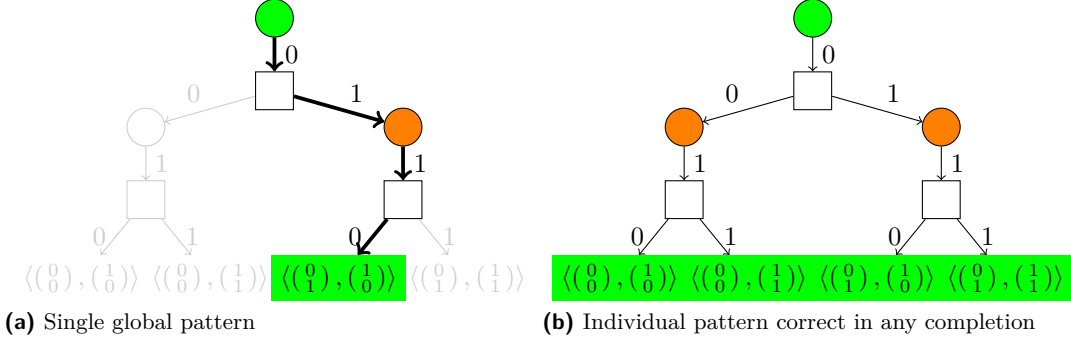 0 0
0 1 0 1
1 1 1 1
0 1 0 1 0 1 0 1
⟨(0 0), (1 0)⟩ ⟨(0 0), (1 1)⟩ ⟨(0 1), (1 0)⟩ ⟨(0 1), (1 1)⟩ ⟨(0 0), (1 0)⟩ ⟨(0 0), (1 1)⟩ ⟨(0 1), (1 0)⟩ ⟨(0 1), (1 1)⟩
(a) Single global pattern
(b) Individual pattern correct in any completion